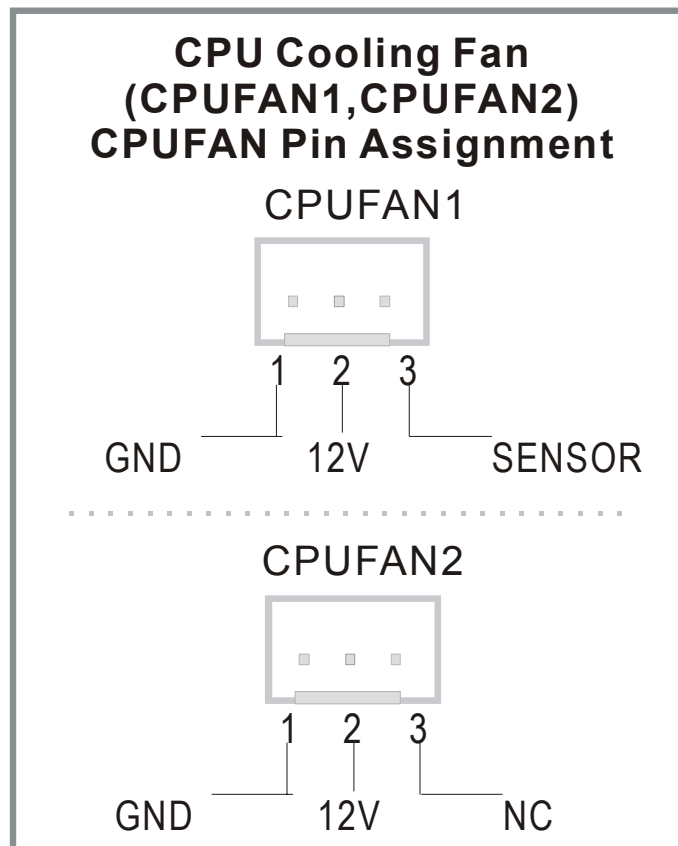 CPU Cooling Fan
(CPUFAN1,CPUFAN2)
CPUFAN Pin Assignment
CPUFAN1
1 2 3
GND 12V SENSOR
CPUFAN2
1 2 3
GND 12V NC